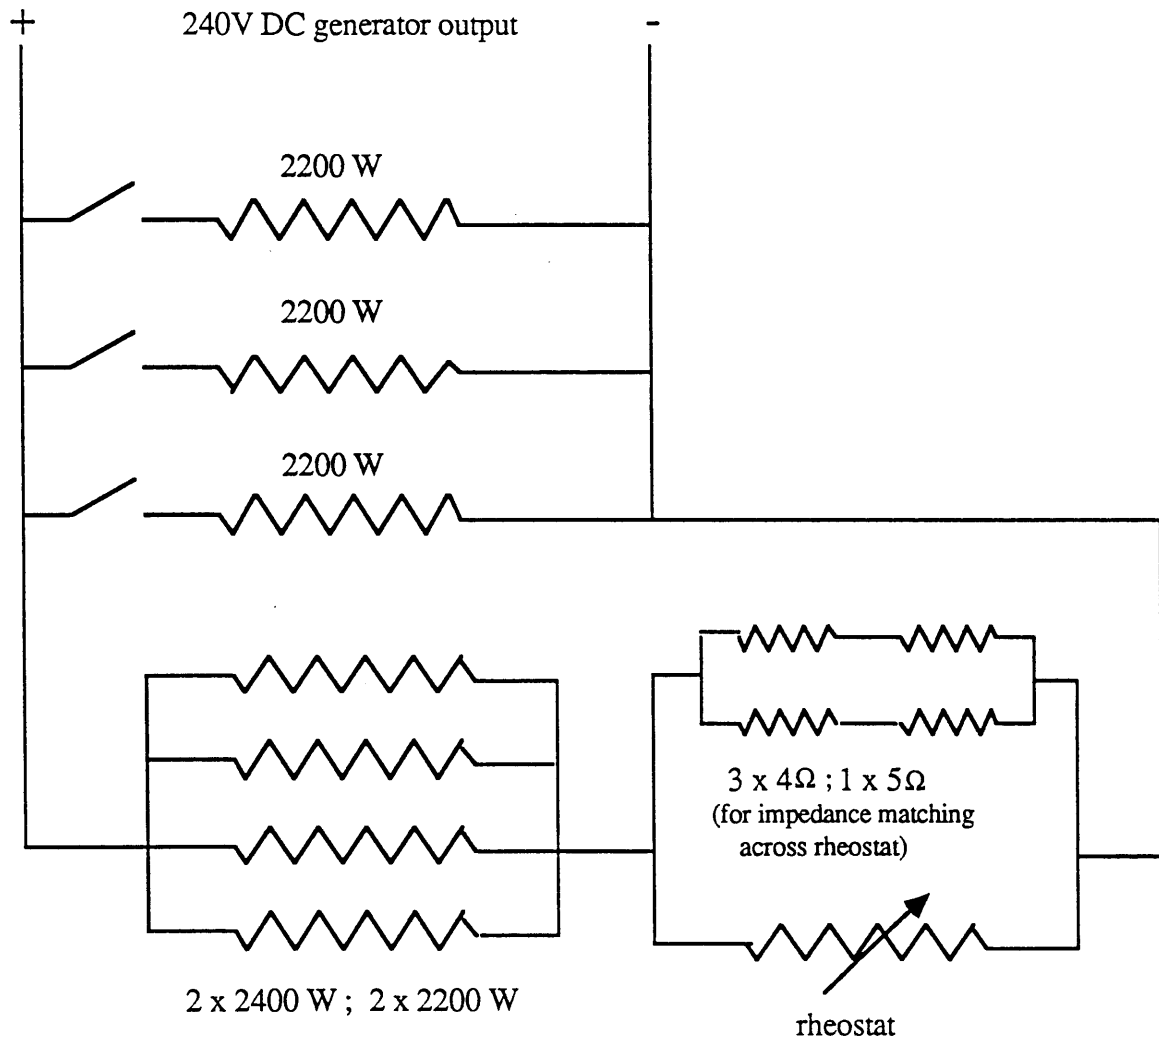 + 240V DC generator output -
2200 W
2200 W
2200 W
3 x 4Ω ; 1 x 5Ω
(for impedance matching
across rheostat)
2 x 2400 W ; 2 x 2200 W
rheostat